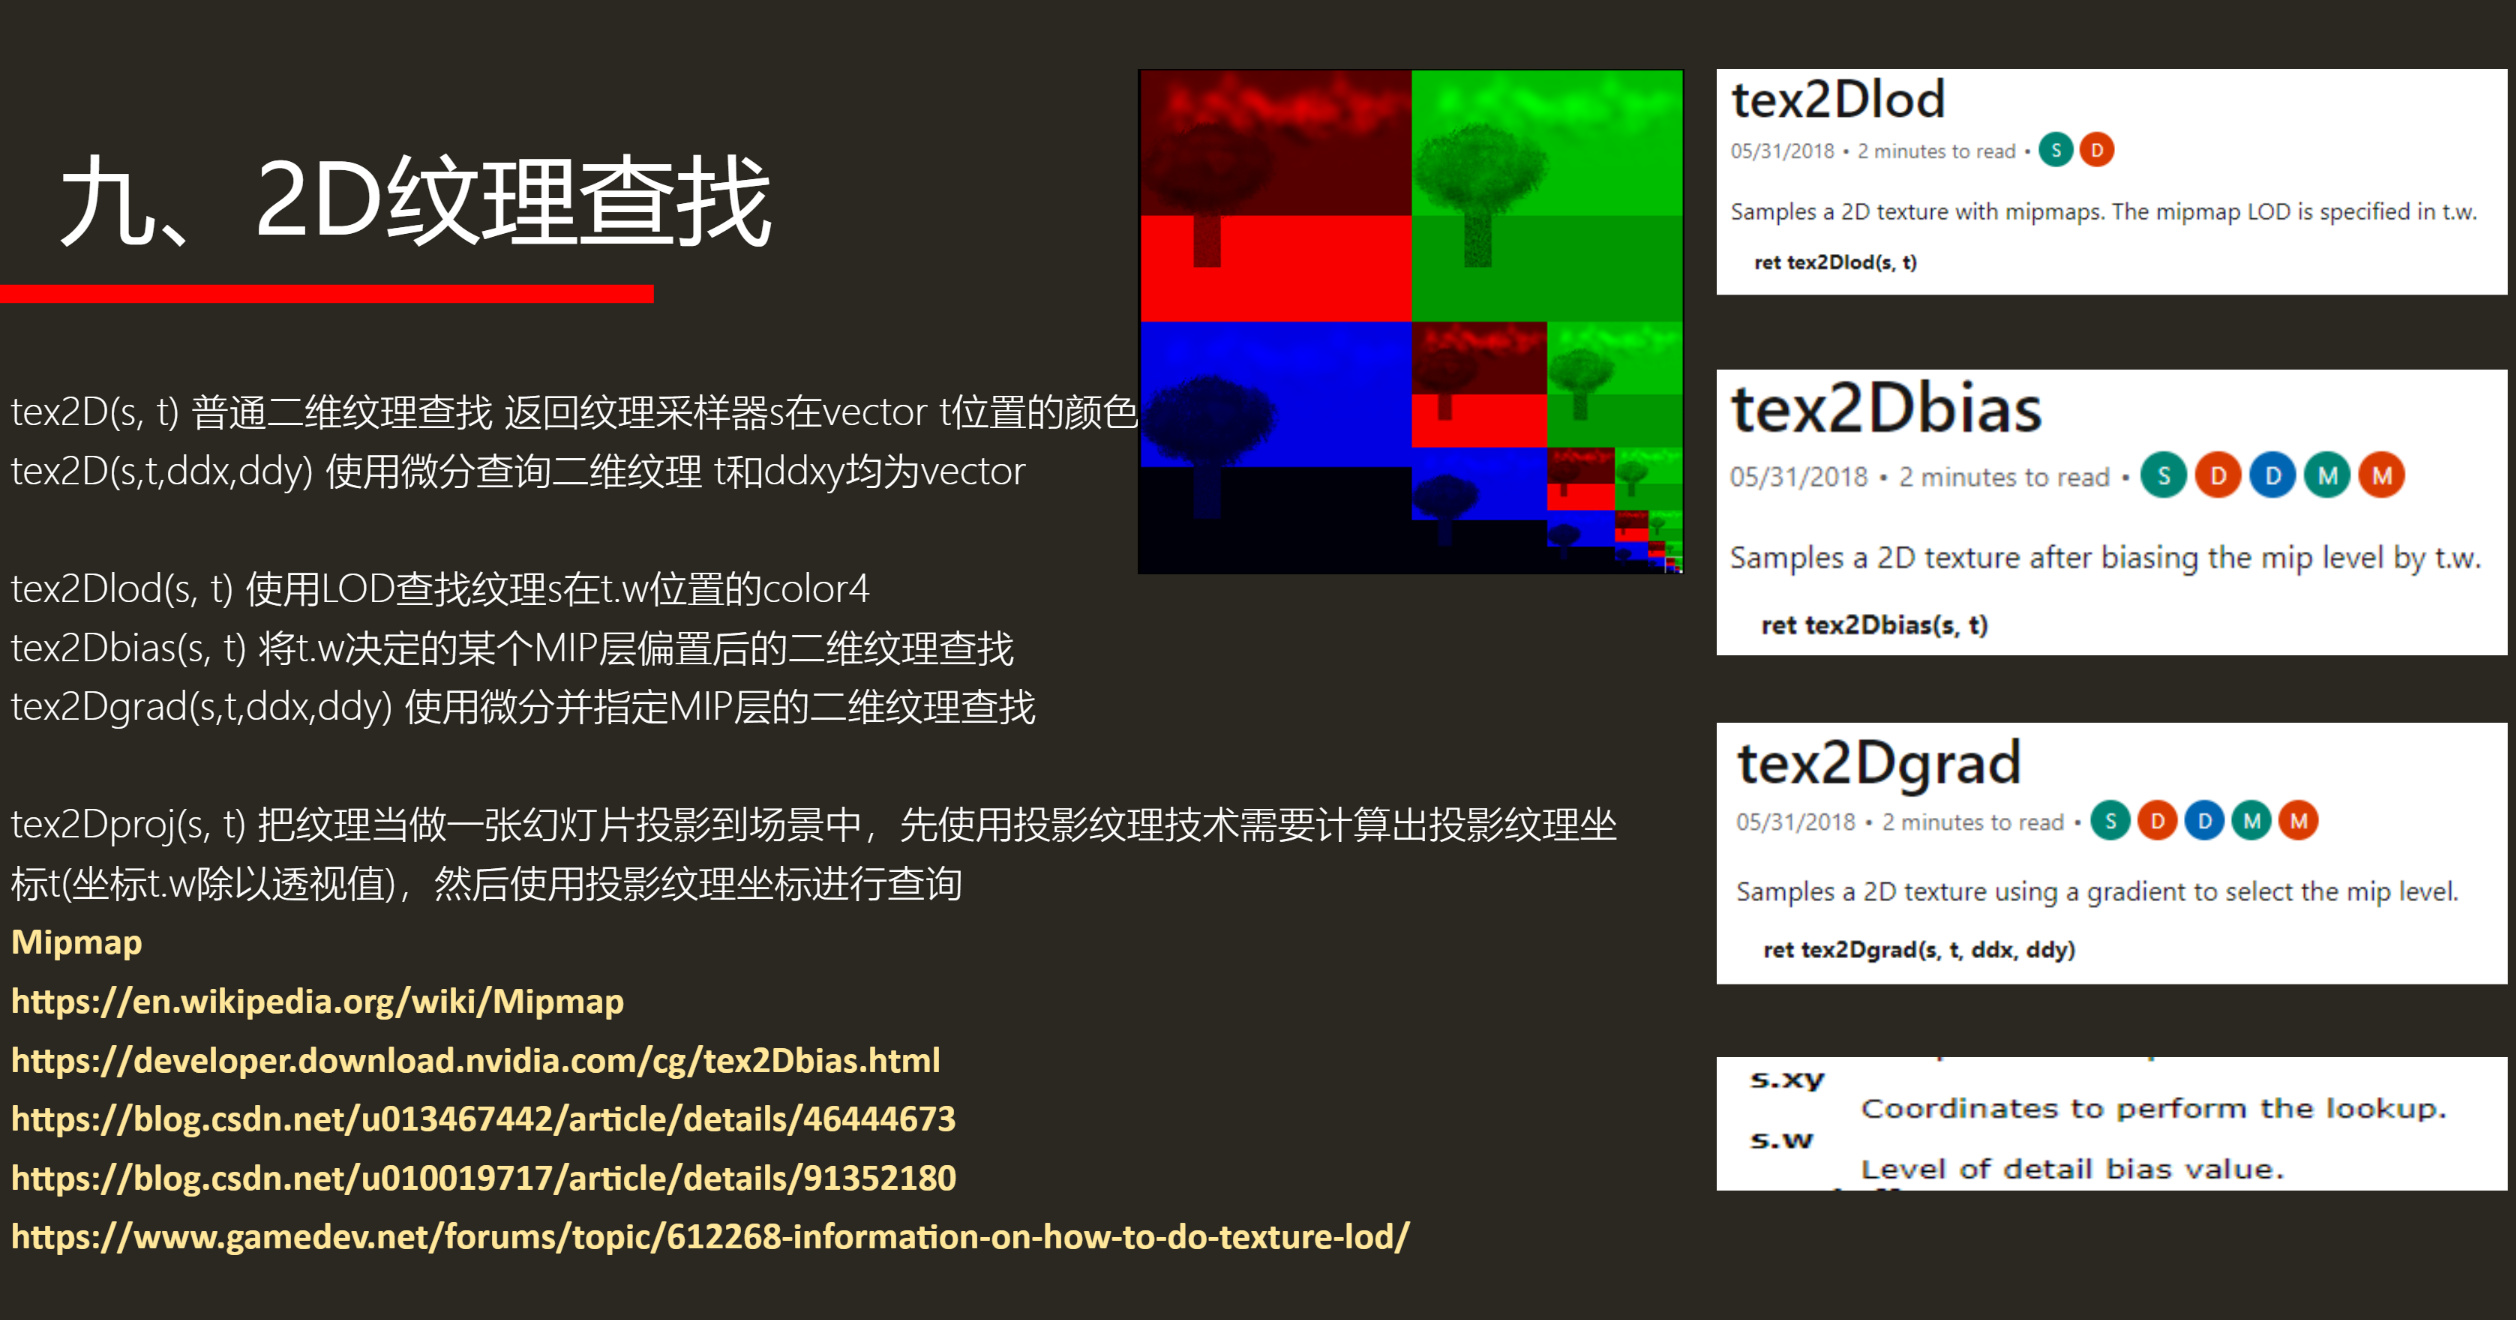 九、2D纹理查找
tex2D(s, t) 普通二维纹理查找 返回纹理采样器s在vector t位置的颜色
tex2D(s,t,ddx,ddy) 使用微分查询二维纹理 t和ddxy均为vector
tex2Dlod(s, t) 使用LOD查找纹理s在t.w位置的color4
tex2Dbias(s, t) 将t.w决定的某个MIP层偏置后的二维纹理查找
tex2Dgrad(s,t,ddx,ddy) 使用微分并指定MIP层的二维纹理查找
tex2Dproj(s, t) 把纹理当做一张幻灯片投影到场景中，先使用投影纹理技术需要计算出投影纹理坐
标t(坐标t.w除以透视值)，然后使用投影纹理坐标进行查询
Mipmap
https://en.wikipedia.org/wiki/Mipmap
https://developer.download.nvidia.com/cg/tex2Dbias.html
https://blog.csdn.net/u013467442/article/details/46444673
https://blog.csdn.net/u010019717/article/details/91352180
https://www.gamedev.net/forums/topic/612268-information-on-how-to-do-texture-lod/
tex2Dlod
05/31/2018 • 2 minutes to read • S D
Samples a 2D texture with mipmaps. The mipmap LOD is specified in t.w.
ret tex2Dlod(s, t)
tex2Dbias
05/31/2018 • 2 minutes to read • S D D M M
Samples a 2D texture after biasing the mip level by t.w.
ret tex2Dbias(s, t)
tex2Dgrad
05/31/2018 • 2 minutes to read • S D D M M
Samples a 2D texture using a gradient to select the mip level.
ret tex2Dgrad(s, t, ddx, ddy)
s.xy
Coordinates to perform the lookup.
s.w
Level of detail bias value.